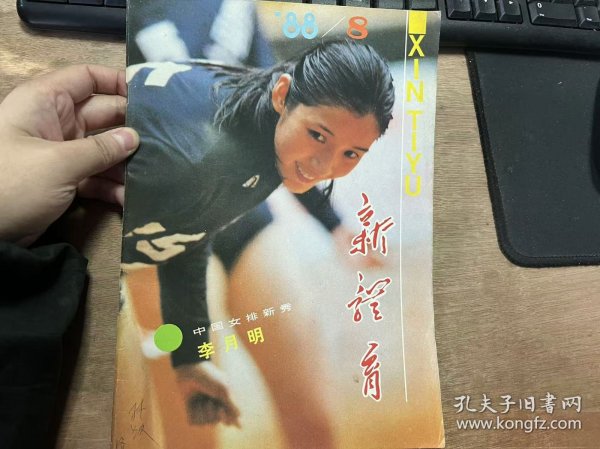 '88/8
XIN TIYU
新體育
中国女排新秀
李月明
孔夫子旧书网
www.kongfz.com